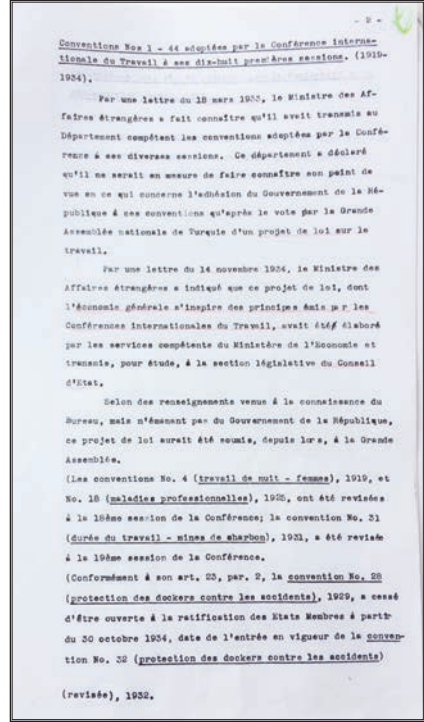 - 2 -
Conventions Nos 1 - 44 adoptées par la Conférence interna-
tionale du Travail à ses dix-huit premières sessions. (1919-
1934).
Par une lettre du 18 mars 1933, le Ministre des Af-
faires étrangères a fait connaître qu'il avait transmis au
Département compétent les conventions adoptées par la Confé-
rence à ses diverses sessions. Ce département a déclaré
qu'il ne serait en mesure de faire connaître son point de
vue en ce qui concerne l'adhésion du Gouvernement de la Ré-
publique à ces conventions qu'après le vote par la Grande
Assemblée nationale de Turquie d'un projet de loi sur le
travail.
Par une lettre du 14 novembre 1934, le Ministre des
Affaires étrangères a indiqué que ce projet de loi, dont
l'économie générale s'inspire des principes émis par les
Conférences internationales du Travail, avait été élaboré
par les services compétents du Ministère de l'Economie et
transmis, pour étude, à la section législative du Conseil
d'Etat.
Selon des renseignements venus à la connaissance du
Bureau, mais n'émanant pas du Gouvernement de la République,
ce projet de loi aurait été soumis, depuis lors, à la Grande
Assemblée.
(Les conventions No. 4 (travail de nuit - femmes), 1919, et
No. 18 (maladies professionnelles), 1925, ont été revisées
à la 18ème session de la Conférence; la convention No. 31
(durée du travail - mines de charbon), 1931, a été revisée
à la 19ème session de la Conférence.
(Conformément à son art. 23, par. 2, la convention No. 28
(protection des dockers contre les accidents), 1929, a cessé
d'être ouverte à la ratification des Etats Membres à partir
du 30 octobre 1934, date de l'entrée en vigueur de la conven-
tion No. 32 (protection des dockers contre les accidents)
(revisée), 1932.